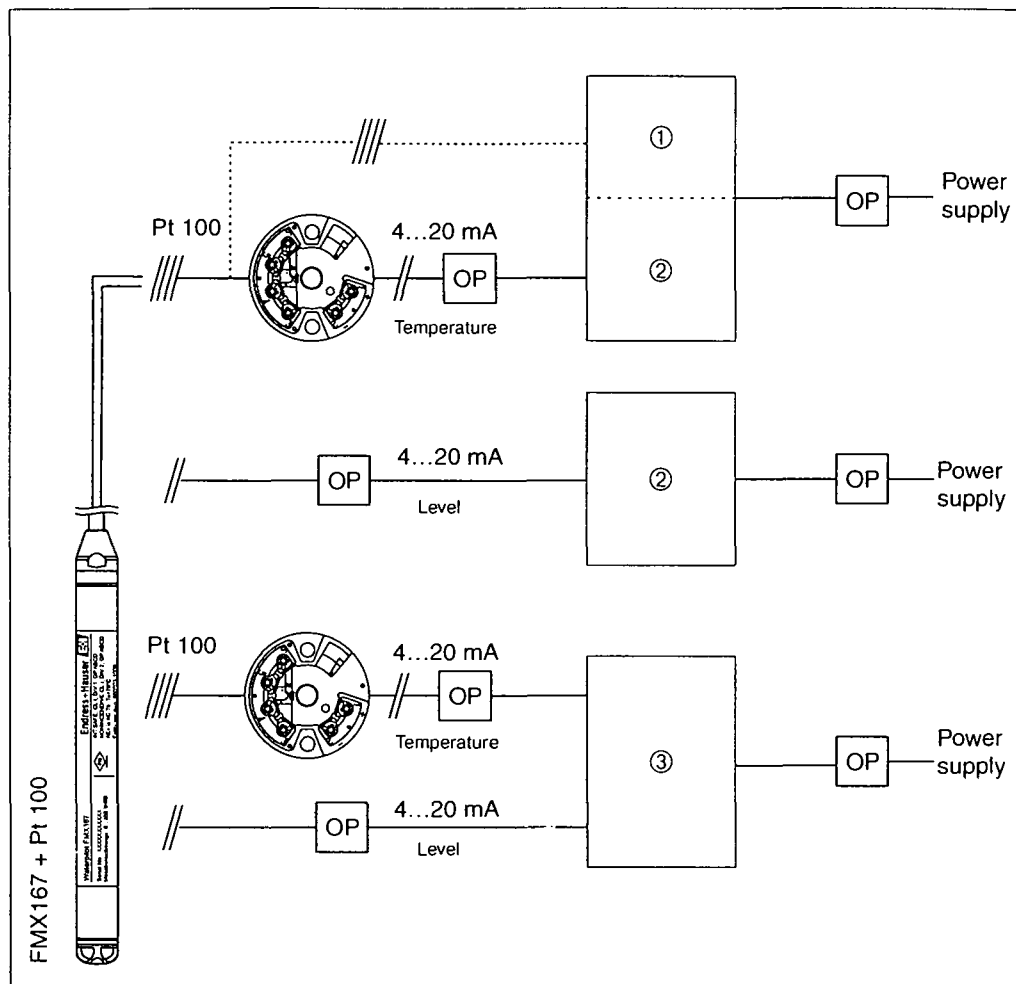 ①
Pt 100
4...20 mA
OP
Temperature
②
OP
Power
supply
4...20 mA
OP
Level
②
OP
Power
supply
Pt 100
4...20 mA
OP
Temperature
4...20 mA
OP
Level
③
OP
Power
supply
FMX167 + Pt 100
Waterpilot FMX167
Endress+Hauser